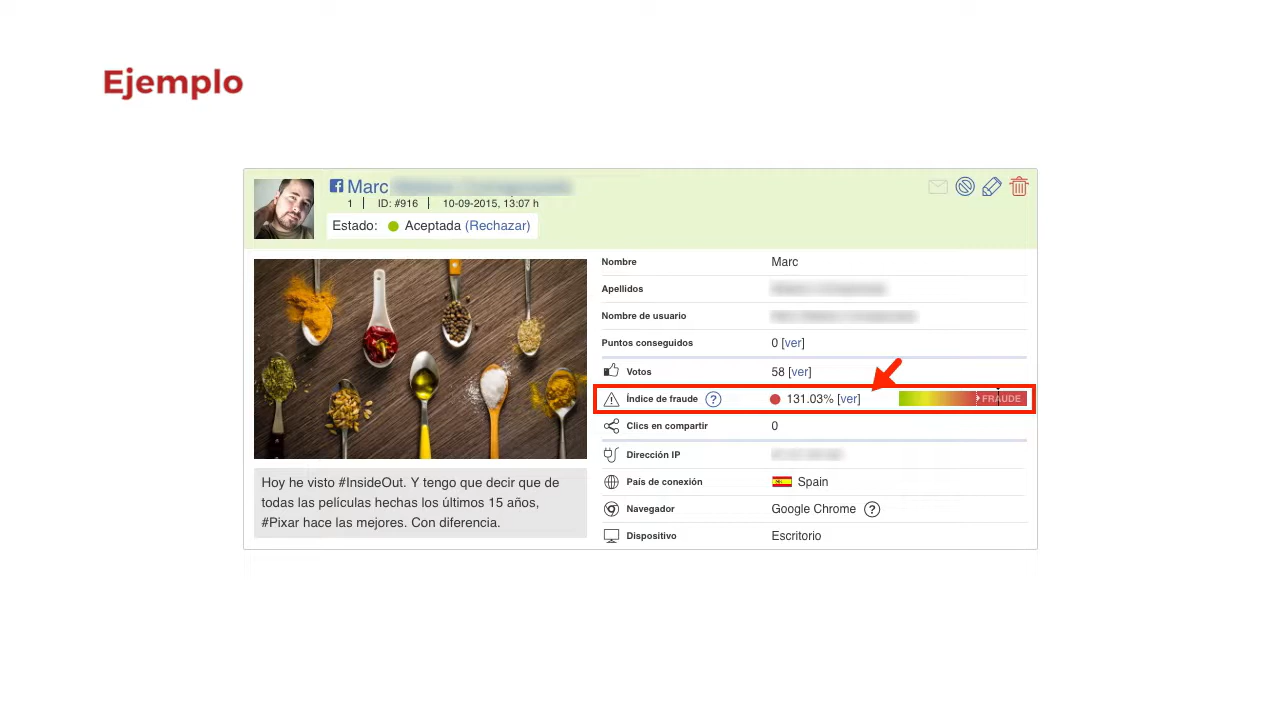 Ejemplo
Marc
1 | ID: #916 | 10-09-2015, 13:07 h
Estado: Aceptada (Rechazar)
Nombre Marc
Apellidos
Nombre de usuario
Puntos conseguidos 0 [ver]
Votos 58 [ver]
Índice de fraude ? 131.03% [ver] FRAUDE
Clics en compartir 0
Dirección IP
País de conexión Spain
Navegador Google Chrome ?
Dispositivo Escritorio
Hoy he visto #InsideOut. Y tengo que decir que de
todas las películas hechas los últimos 15 años,
#Pixar hace las mejores. Con diferencia.